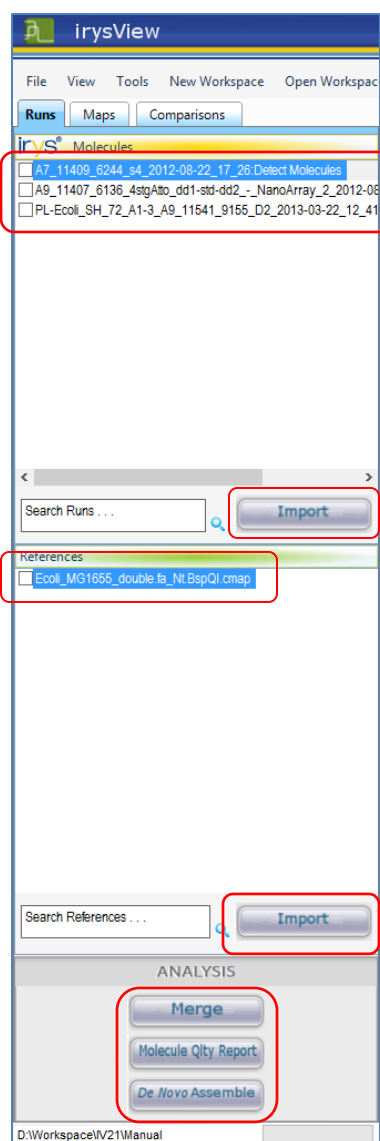 irysView
File View Tools New Workspace Open Workspac
Runs Maps Comparisons
irys® Molecules
A7_11409_6244_s4_2012-08-22_17_26:Detect Molecules
A9_11407_6136_4stgAtto_dd1-std-dd2_-_NanoArray_2_2012-08
PL-Ecoli_SH_72_A1-3_A9_11541_9155_D2_2013-03-22_12_41
Search Runs . . . Import
References
Ecoli_MG1655_double.fa_Nt.BspQI.cmap
Search References . . . Import
ANALYSIS
Merge
Molecule Qlty Report
De Novo Assemble
D:\Workspace\IV21\Manual